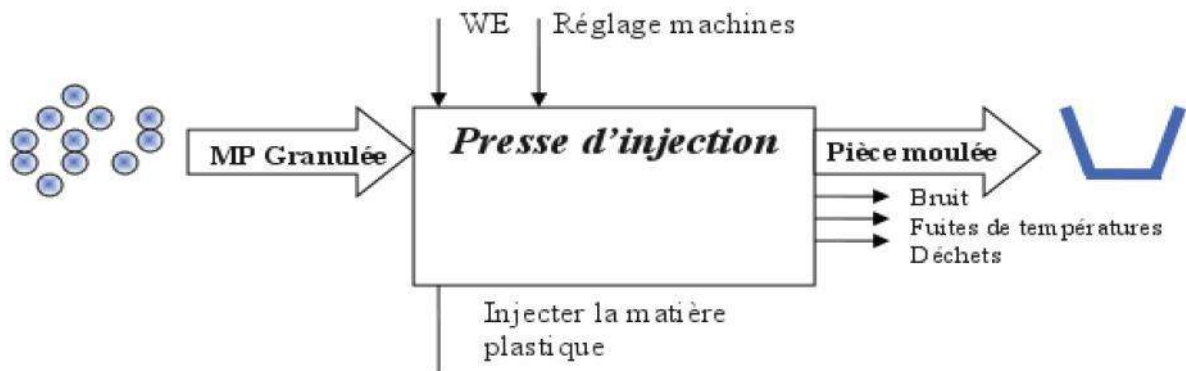 WE Réglage machines
MP Granulée
Presse d'injection
Pièce moulée
Bruit
Fuites de températures
Déchets
Injecter la matière
plastique